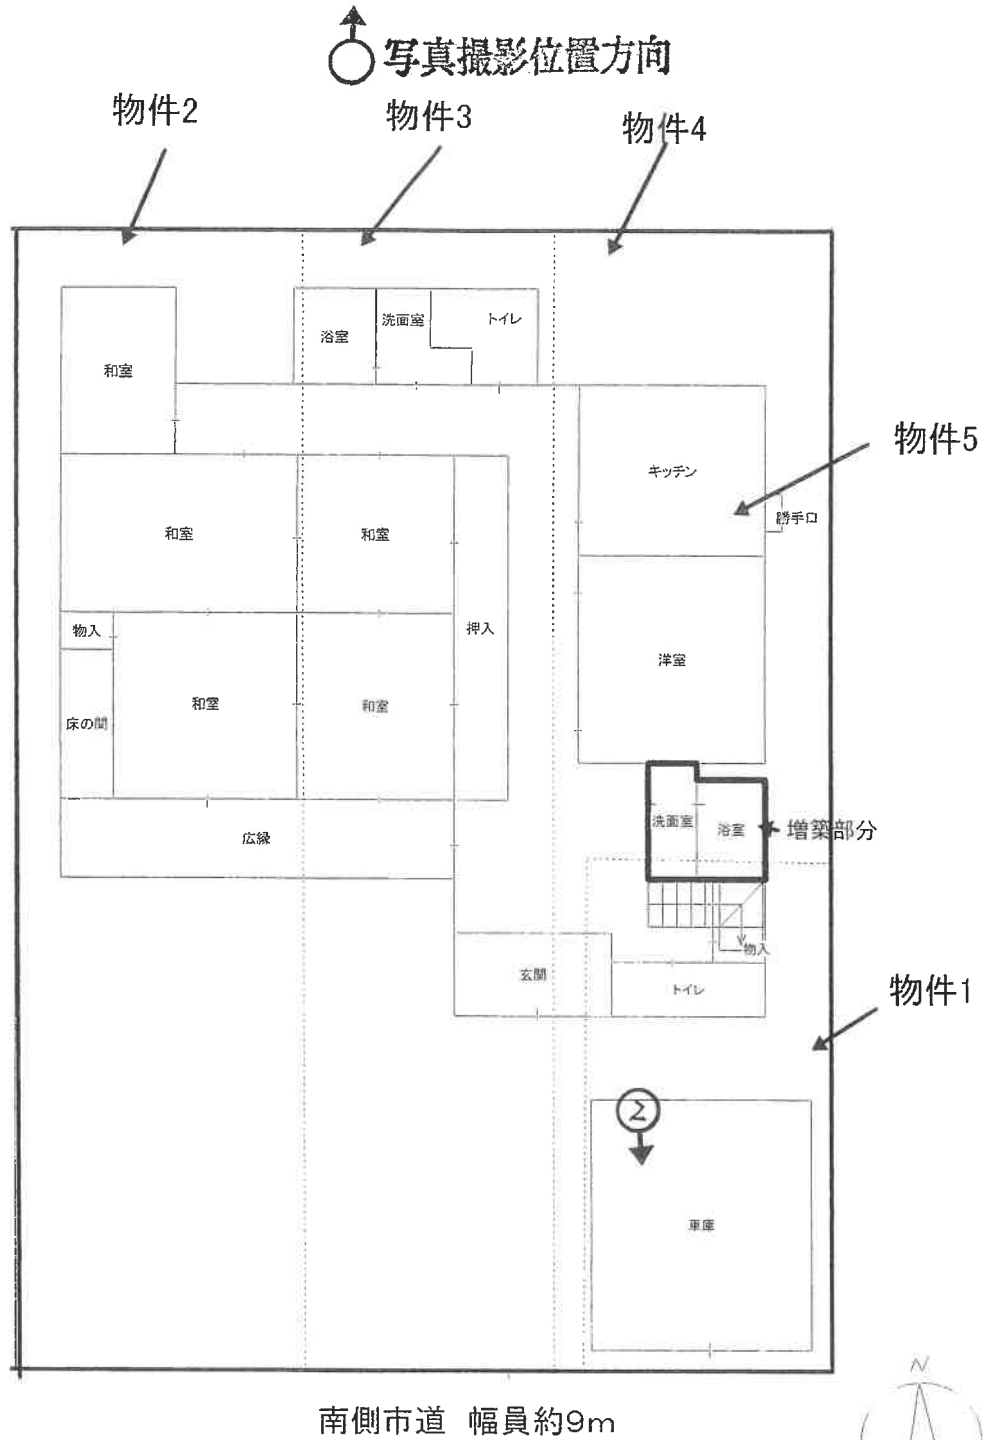 写真撮影位置方向
物件2
物件3
物件4
浴室
洗面室
トイレ
和室
物件5
キッチン
勝手口
和室
和室
物入
押入
洋室
和室
和室
床の間
洗面室
浴室
増築部分
広縁
物入
玄関
トイレ
物件1
Σ
車庫
N
南側市道 幅員約9m